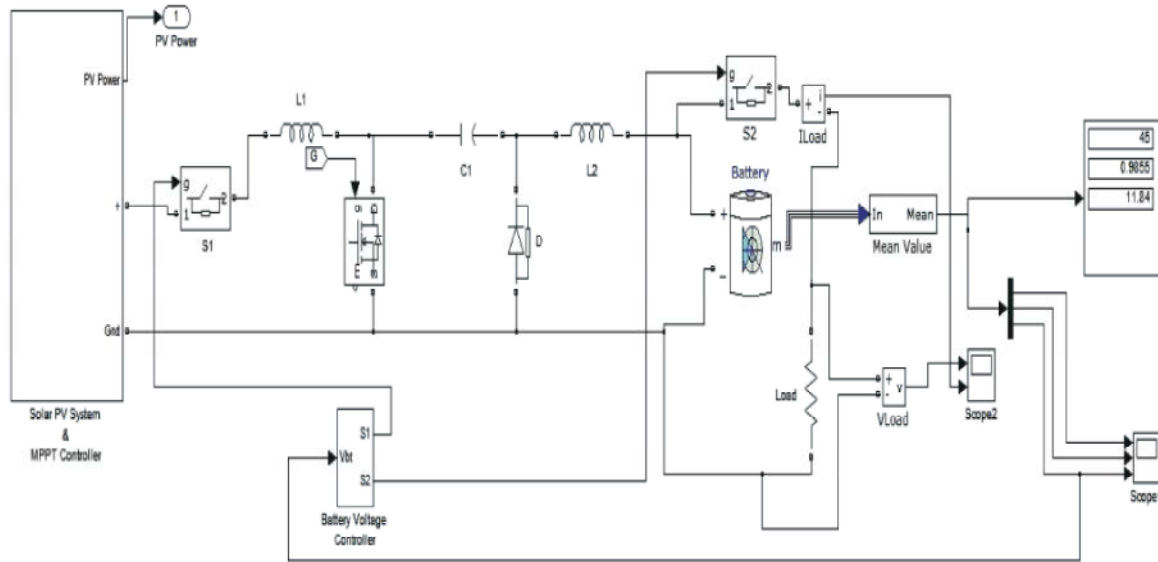 1
PV Power
PV Power
+
Gnd
Solar PV System
&
MPPT Controller
g
1
2
S1
L1
G
g
D
E
S
C1
D
L2
g
1
2
S2
+
i
-
ILoad
Battery
+
-
m
In
Mean
Mean Value
45
0.9855
11.84
Load
+
-
v
VLoad
Scope2
Scope
Vbt
S1
S2
Battery Voltage
Controller